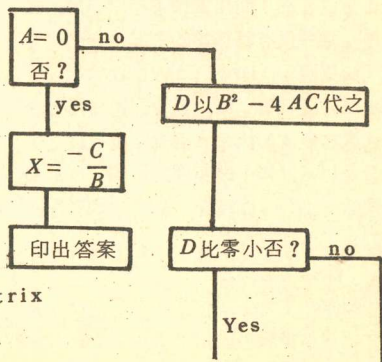 A=0
否？
no
yes
D以B²－4AC代之
X=－C/B
印出答案
D比零小否？
no
trix
Yes